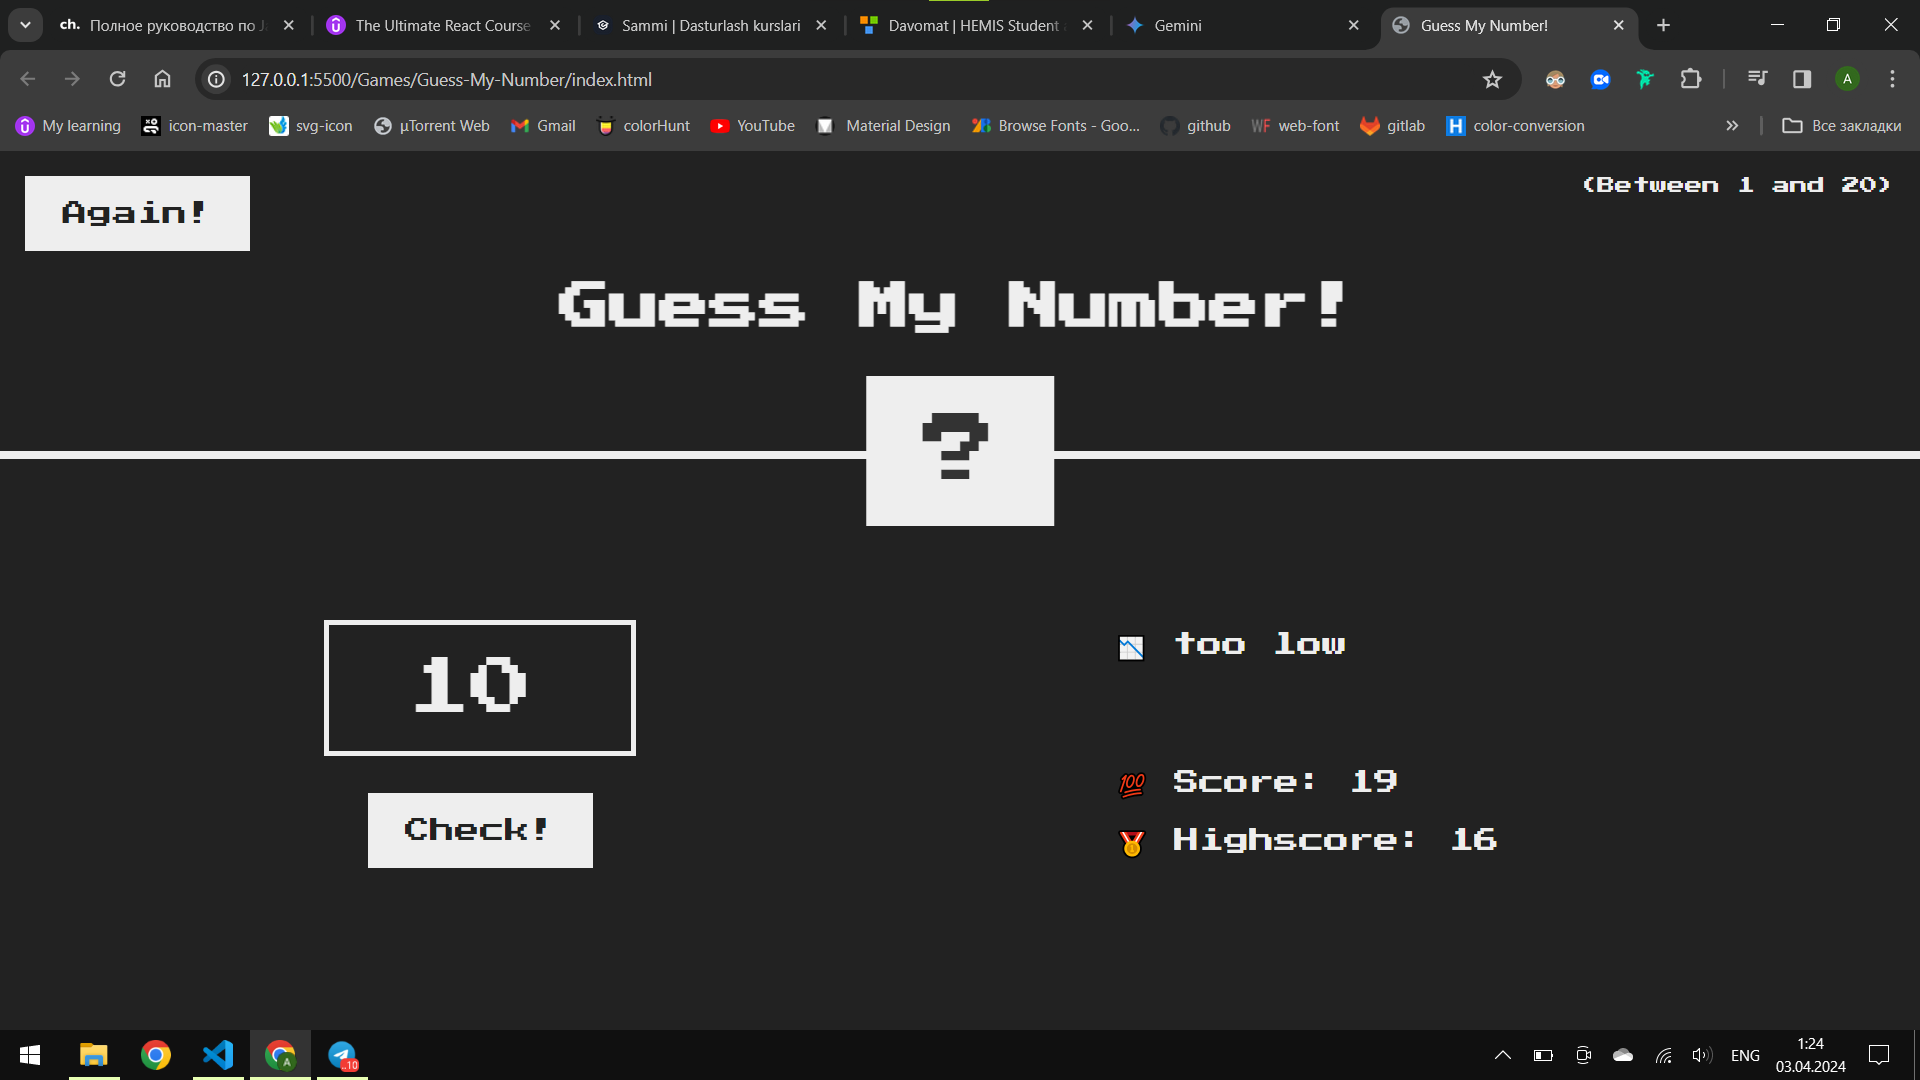 ch. Полное руководство по Ja
The Ultimate React Course
Sammi | Dasturlash kurslari
Davomat | HEMIS Student
Gemini
Guess My Number!
127.0.0.1:5500/Games/Guess-My-Number/index.html
A
My learning
icon-master
svg-icon
µTorrent Web
Gmail
colorHunt
YouTube
Material Design
Browse Fonts - Goo...
github
WF web-font
gitlab
H color-conversion
Все закладки
Again!
(Between 1 and 20)
Guess My Number!
?
10
Check!
too low
💯 Score: 19
Highscore: 16
A
..10
ENG
1:24
03.04.2024